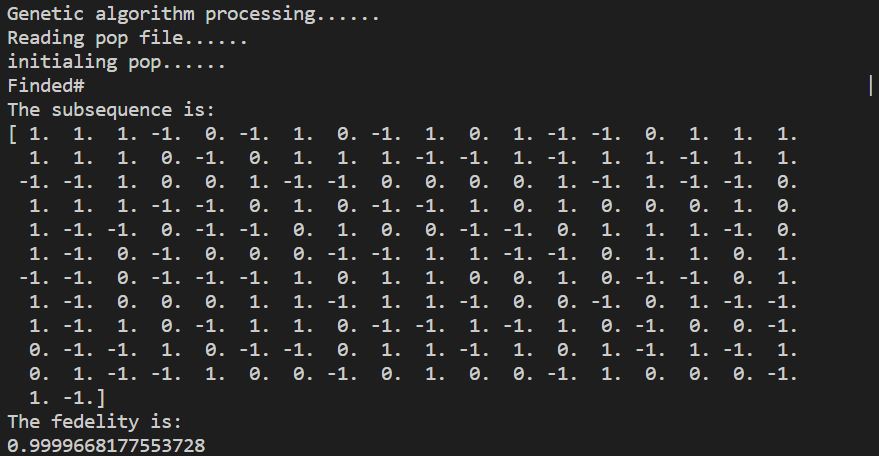 Genetic algorithm processing......
Reading pop file......
initialing pop......
Finded#
The subsequence is:
[ 1.  1.  1. -1.  0. -1.  1.  0. -1.  1.  0.  1. -1. -1.  0.  1.  1.  1.
  1.  1.  1.  0. -1.  0.  1.  1.  1. -1. -1.  1. -1.  1.  1. -1.  1.  1.
 -1. -1.  1.  0.  0.  1. -1. -1.  0.  0.  0.  0.  1. -1.  1. -1. -1.  0.
  1.  1.  1. -1. -1.  0.  1.  0. -1. -1.  1.  0.  1.  0.  0.  0.  1.  0.
  1. -1. -1.  0. -1. -1.  0.  1.  0.  0. -1. -1.  0.  1.  1.  1. -1.  0.
  1. -1.  0. -1.  0.  0.  0. -1. -1.  1.  1. -1. -1.  0.  1.  1.  0.  1.
 -1. -1.  0. -1. -1. -1.  1.  0.  1.  1.  0.  0.  1.  0. -1. -1.  0.  1.
  1. -1.  0.  0.  0.  1.  1. -1.  1.  1. -1.  0.  0. -1.  0.  1. -1. -1.
  1. -1.  1.  0. -1.  1.  1.  0. -1. -1.  1. -1.  1.  0. -1.  0.  0. -1.
  0. -1. -1.  1.  0. -1. -1.  0.  1.  1. -1.  1.  0.  1. -1.  1. -1.  1.
  0.  1. -1. -1.  1.  0.  0. -1.  0.  1.  0.  0. -1.  1.  0.  0.  0. -1.
  1. -1.]
The fedelity is:
0.9999668177553728